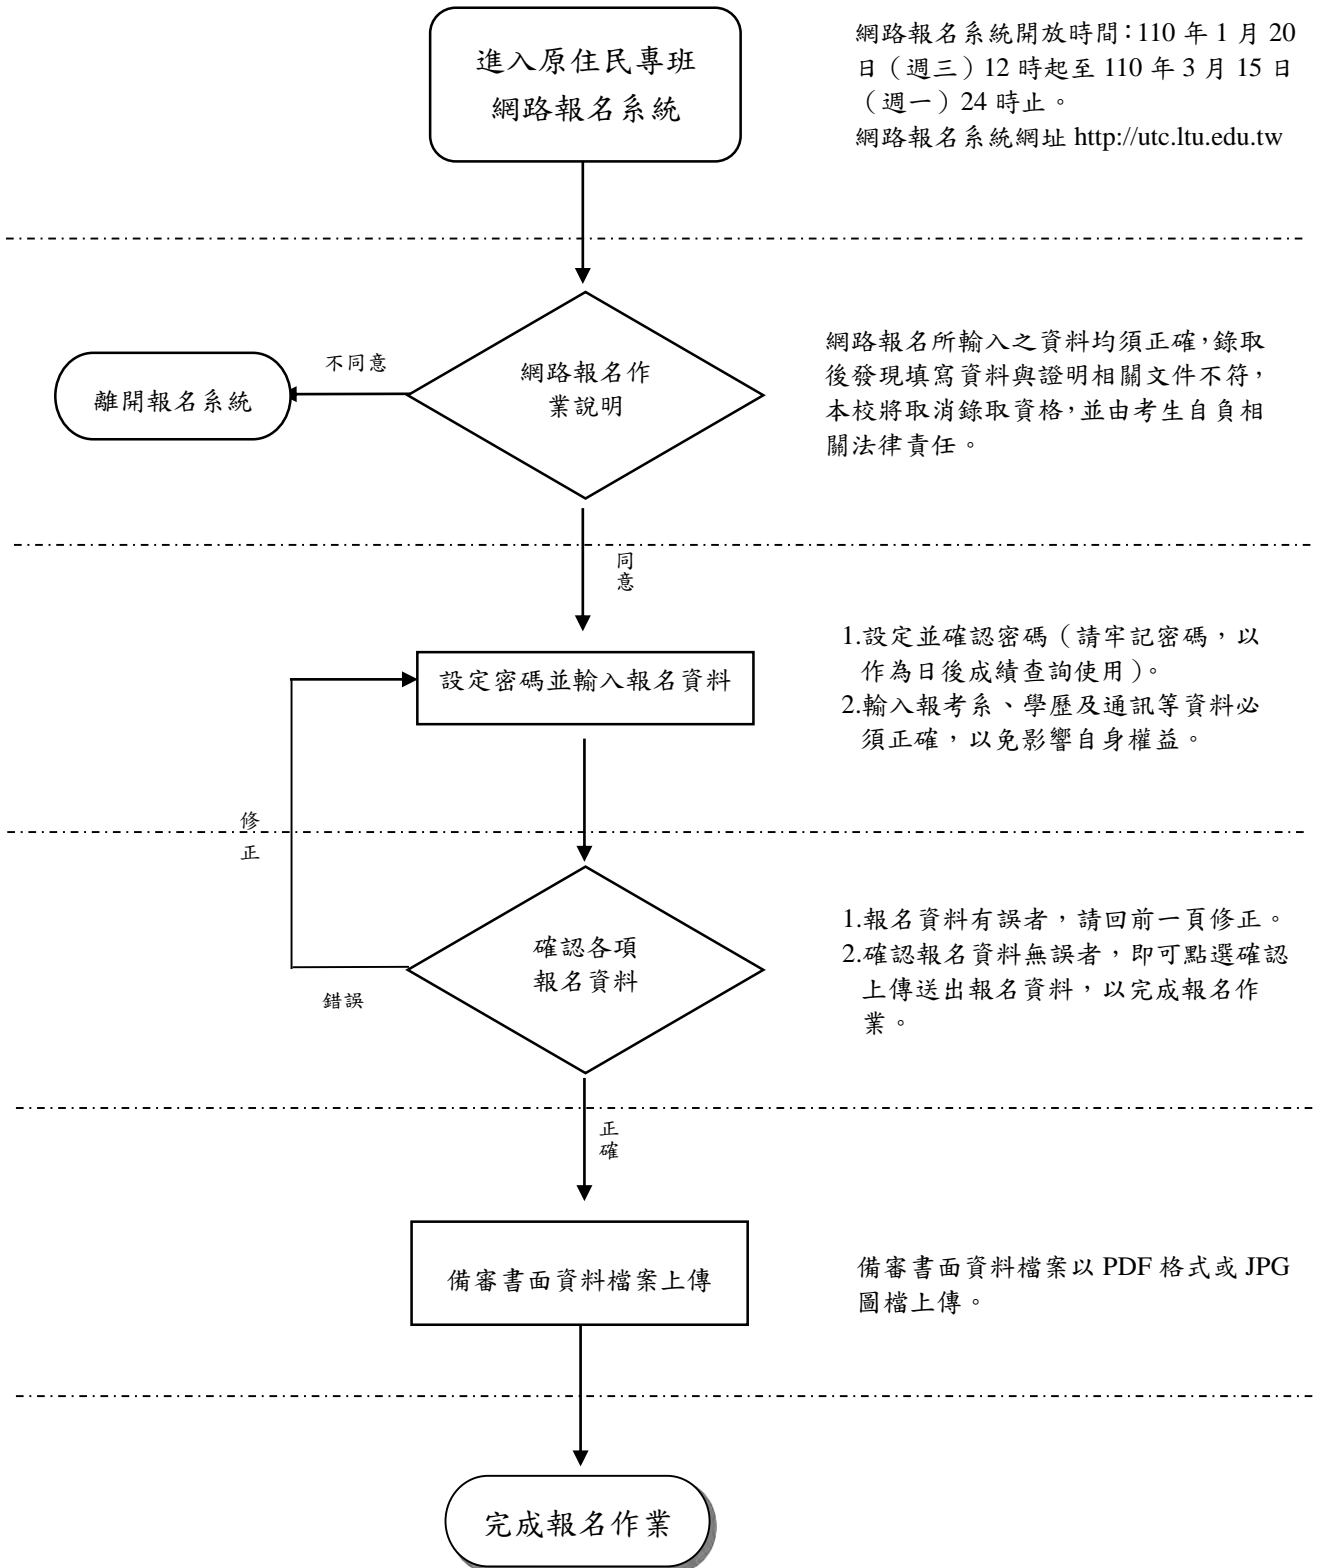 進入原住民專班
網路報名系統
網路報名系統開放時間：110 年 1 月 20
日（週三）12 時起至 110 年 3 月 15 日
（週一）24 時止。
網路報名系統網址 http://utc.ltu.edu.tw
不同意
離開報名系統
網路報名作
業說明
網路報名所輸入之資料均須正確，錄取
後發現填寫資料與證明相關文件不符，
本校將取消錄取資格，並由考生自負相
關法律責任。
同
意
設定密碼並輸入報名資料
1.設定並確認密碼（請牢記密碼，以
作為日後成績查詢使用）。
2.輸入報考系、學歷及通訊等資料必
須正確，以免影響自身權益。
修
正
確認各項
報名資料
錯誤
1.報名資料有誤者，請回前一頁修正。
2.確認報名資料無誤者，即可點選確認
上傳送出報名資料，以完成報名作
業。
正
確
備審書面資料檔案上傳
備審書面資料檔案以 PDF 格式或 JPG
圖檔上傳。
完成報名作業